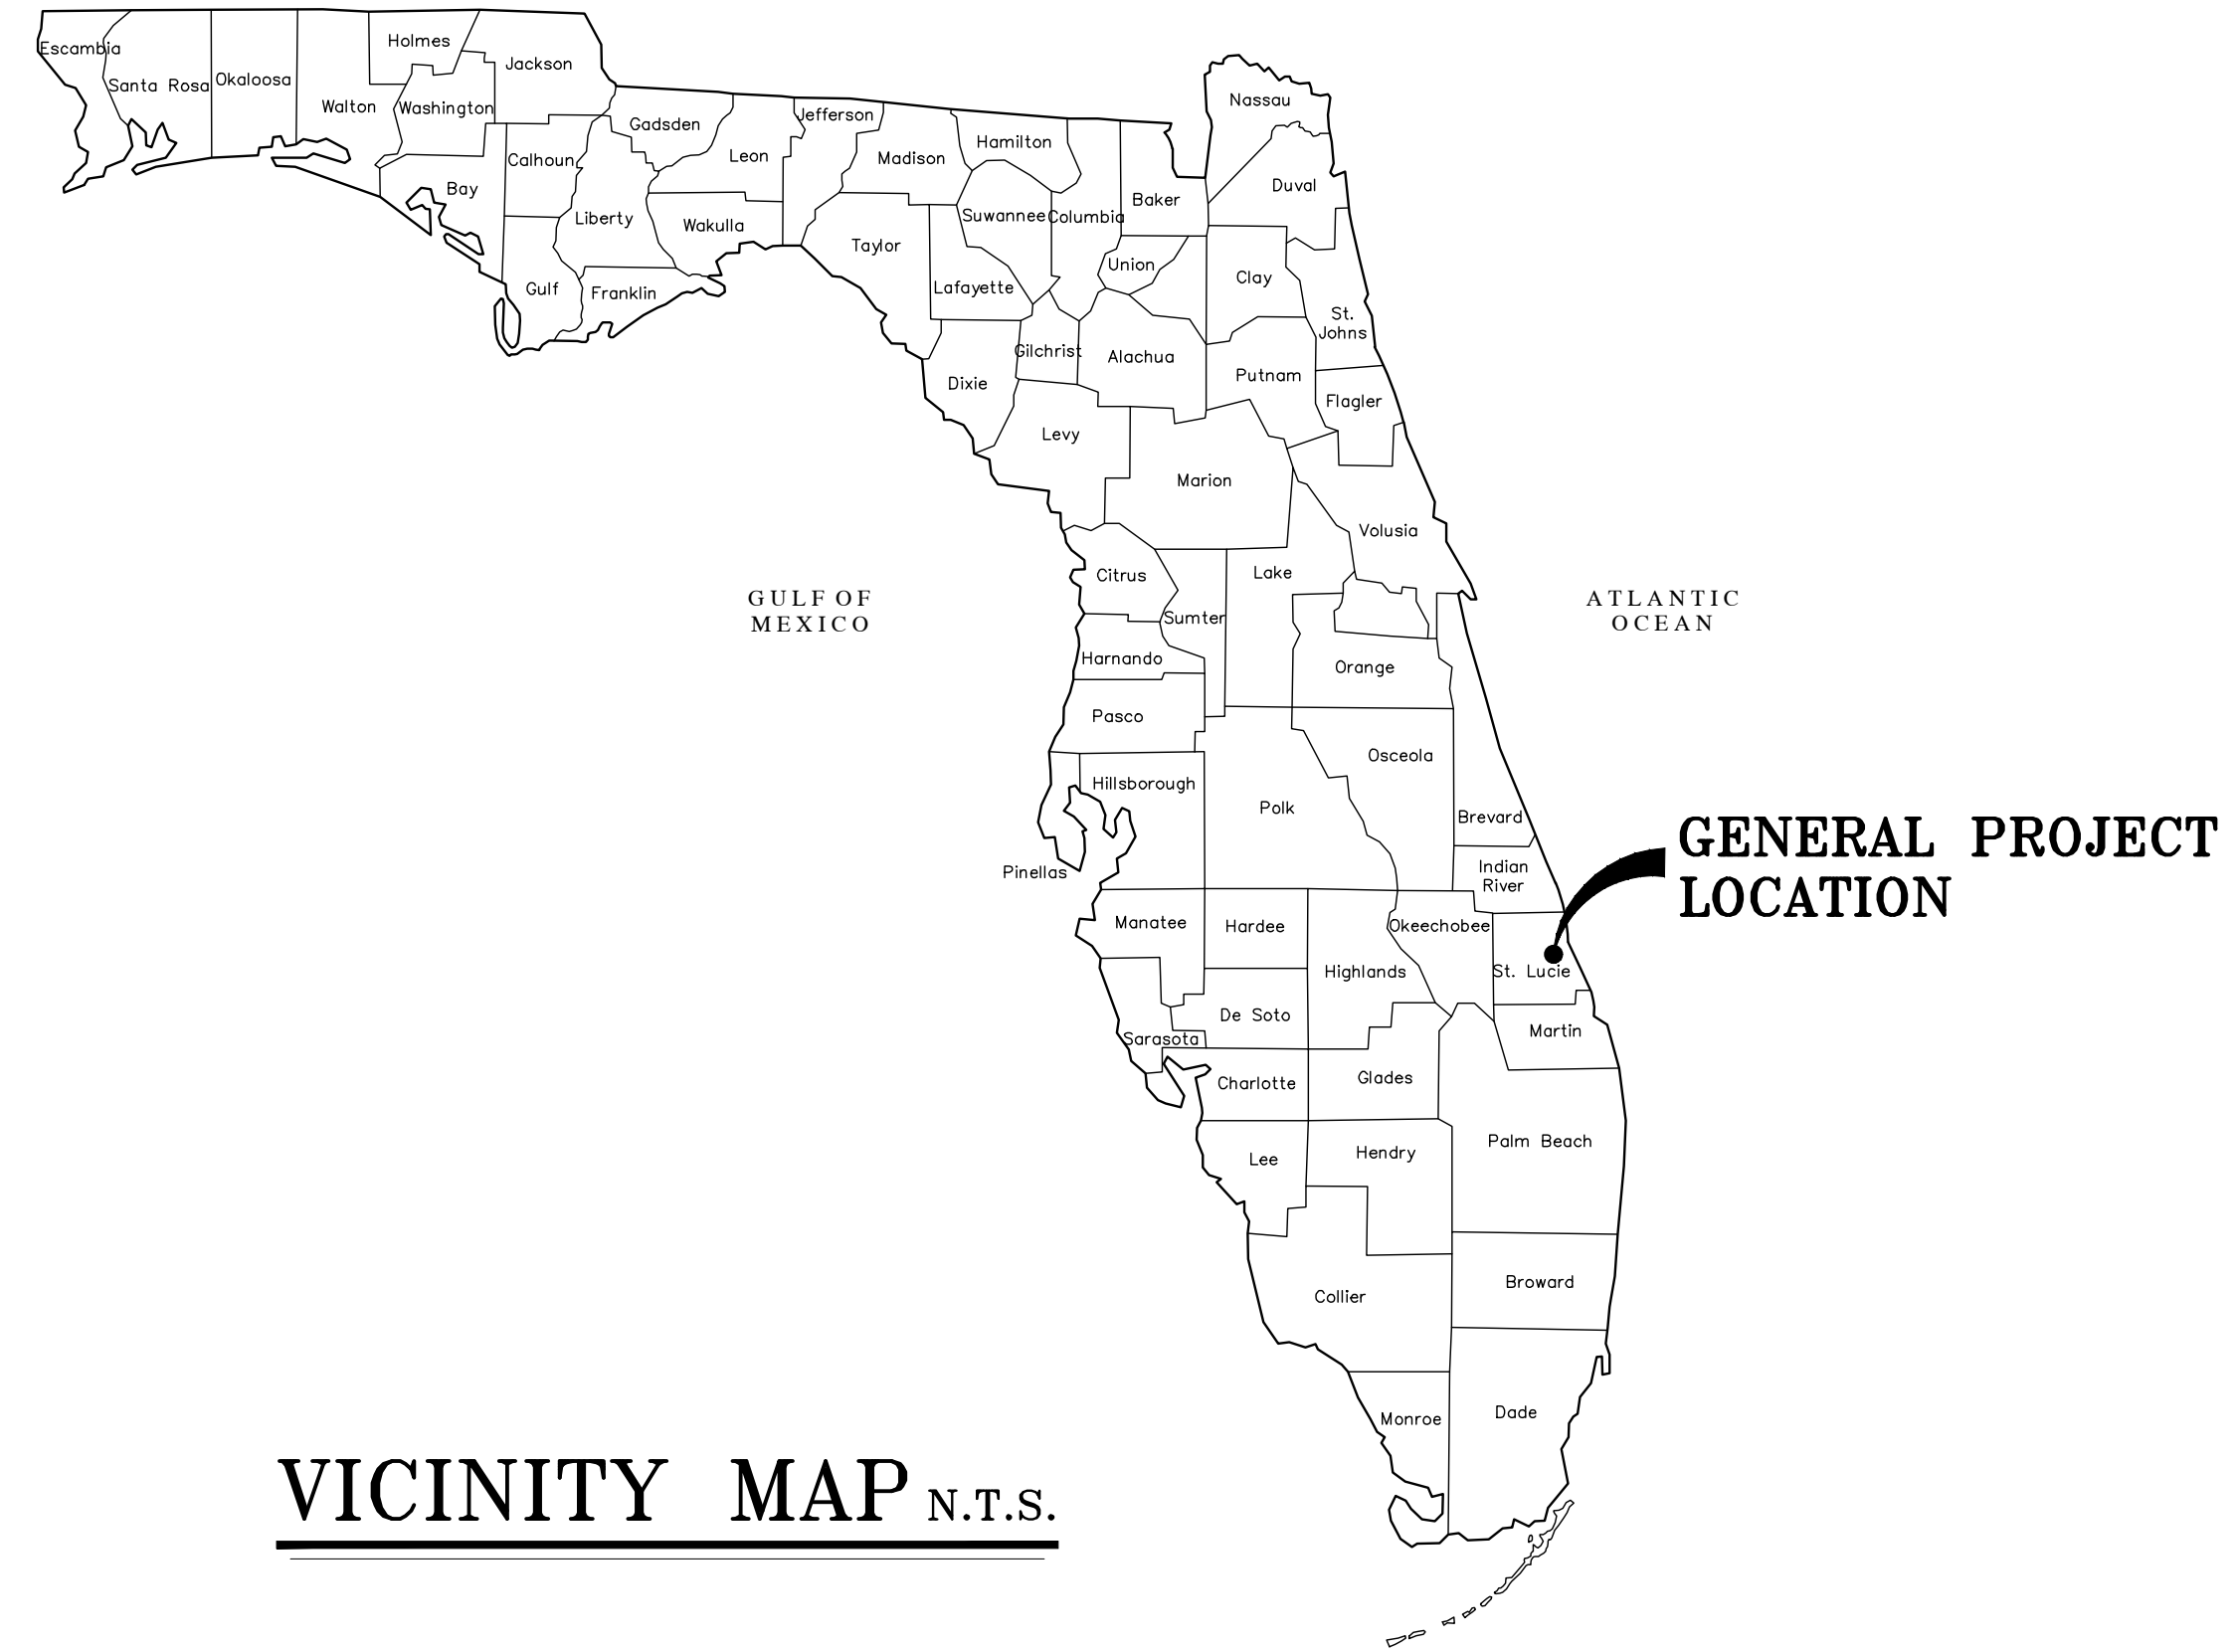 Escambia
Santa Rosa
Okaloosa
Walton
Holmes
Washington
Jackson
Bay
Calhoun
Gulf
Liberty
Gadsden
Franklin
Leon
Wakulla
Jefferson
Madison
Taylor
Hamilton
Suwannee
Lafayette
Columbia
Baker
Nassau
Duval
Union
Clay
St.
Johns
Gilchrist
Alachua
Dixie
Putnam
Flagler
Levy
Marion
Volusia
Citrus
Lake
Sumter
GULF OF
MEXICO
ATLANTIC
OCEAN
Harnando
Orange
Pasco
Osceola
Hillsborough
Polk
Brevard
Pinellas
Indian
River
GENERAL PROJECT
LOCATION
Manatee
Hardee
Okeechobee
Highlands
St. Lucie
De Soto
Sarasota
Martin
Charlotte
Glades
Lee
Hendry
Palm Beach
Collier
Broward
Monroe
Dade
VICINITY MAP N.T.S.